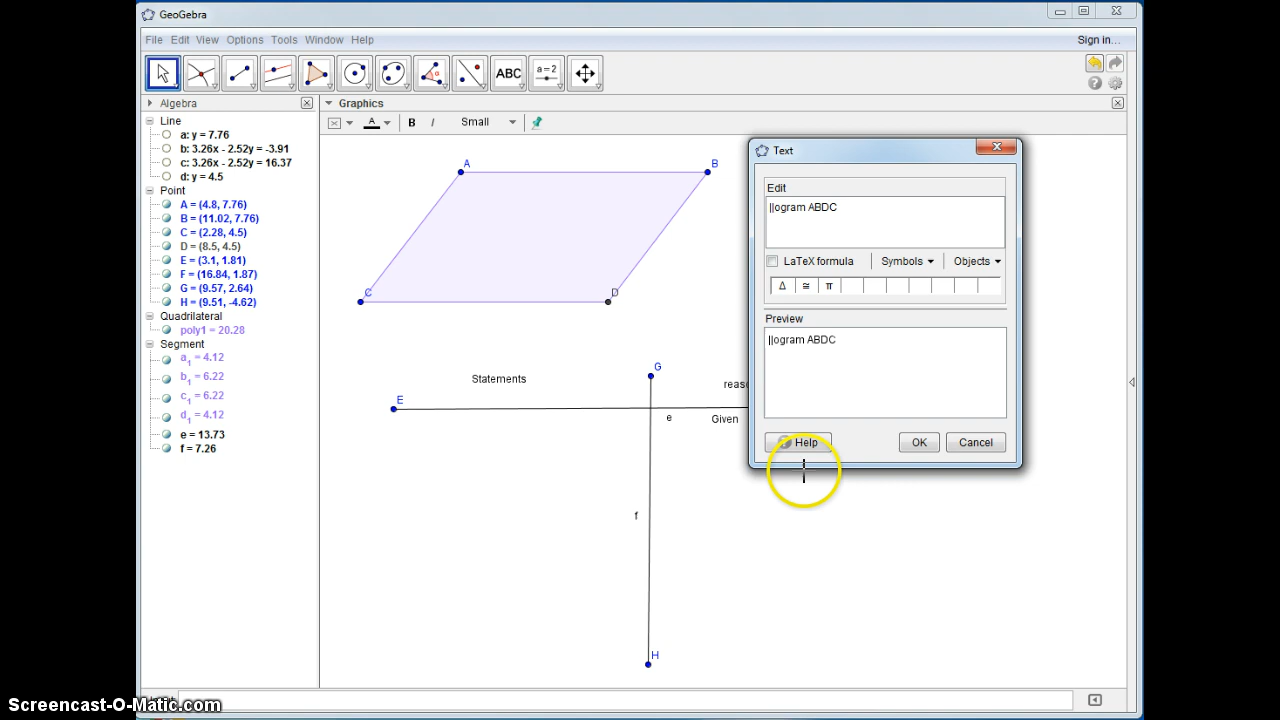 GeoGebra
File Edit View Options Tools Window Help
Sign in...
ABC
a=2
Algebra
Graphics
A B I Small
Line
a: y = 7.76
b: 3.26x - 2.52y = -3.91
c: 3.26x - 2.52y = 16.37
d: y = 4.5
Point
A = (4.8, 7.76)
B = (11.02, 7.76)
C = (2.28, 4.5)
D = (8.5, 4.5)
E = (3.1, 1.81)
F = (16.84, 1.87)
G = (9.57, 2.64)
H = (9.51, -4.62)
Quadrilateral
poly1 = 20.28
Segment
a1 = 4.12
b1 = 6.22
c1 = 6.22
d1 = 4.12
e = 13.73
f = 7.26
A
B
C
D
G
Statements
E
e
Given
f
H
Text
Edit
||ogram ABDC
LaTeX formula Symbols Objects
Δ ≅ π
Preview
||ogram ABDC
Help OK Cancel
Screencast-O-Matic.com